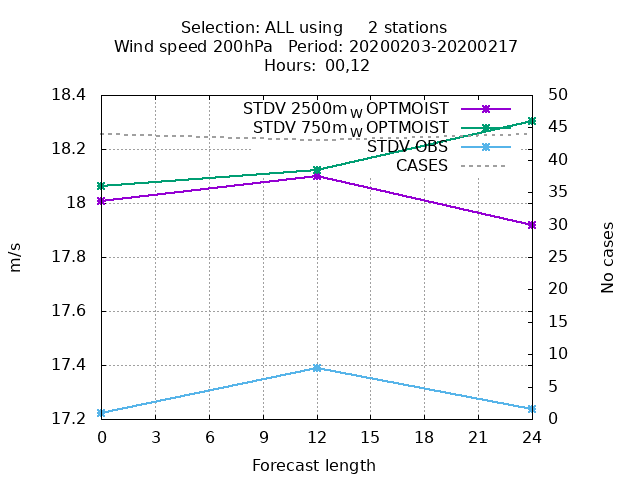 Selection: ALL using     2 stations
Wind speed 200hPa   Period: 20200203-20200217
Hours: 00,12
18.4
18.2
18
17.8
17.6
17.4
17.2
50
45
40
35
30
25
20
15
10
5
0
STDV 2500m_W OPTMOIST
STDV 750m_W OPTMOIST
STDV OBS
CASES
m/s
No cases
0 3 6 9 12 15 18 21 24
Forecast length